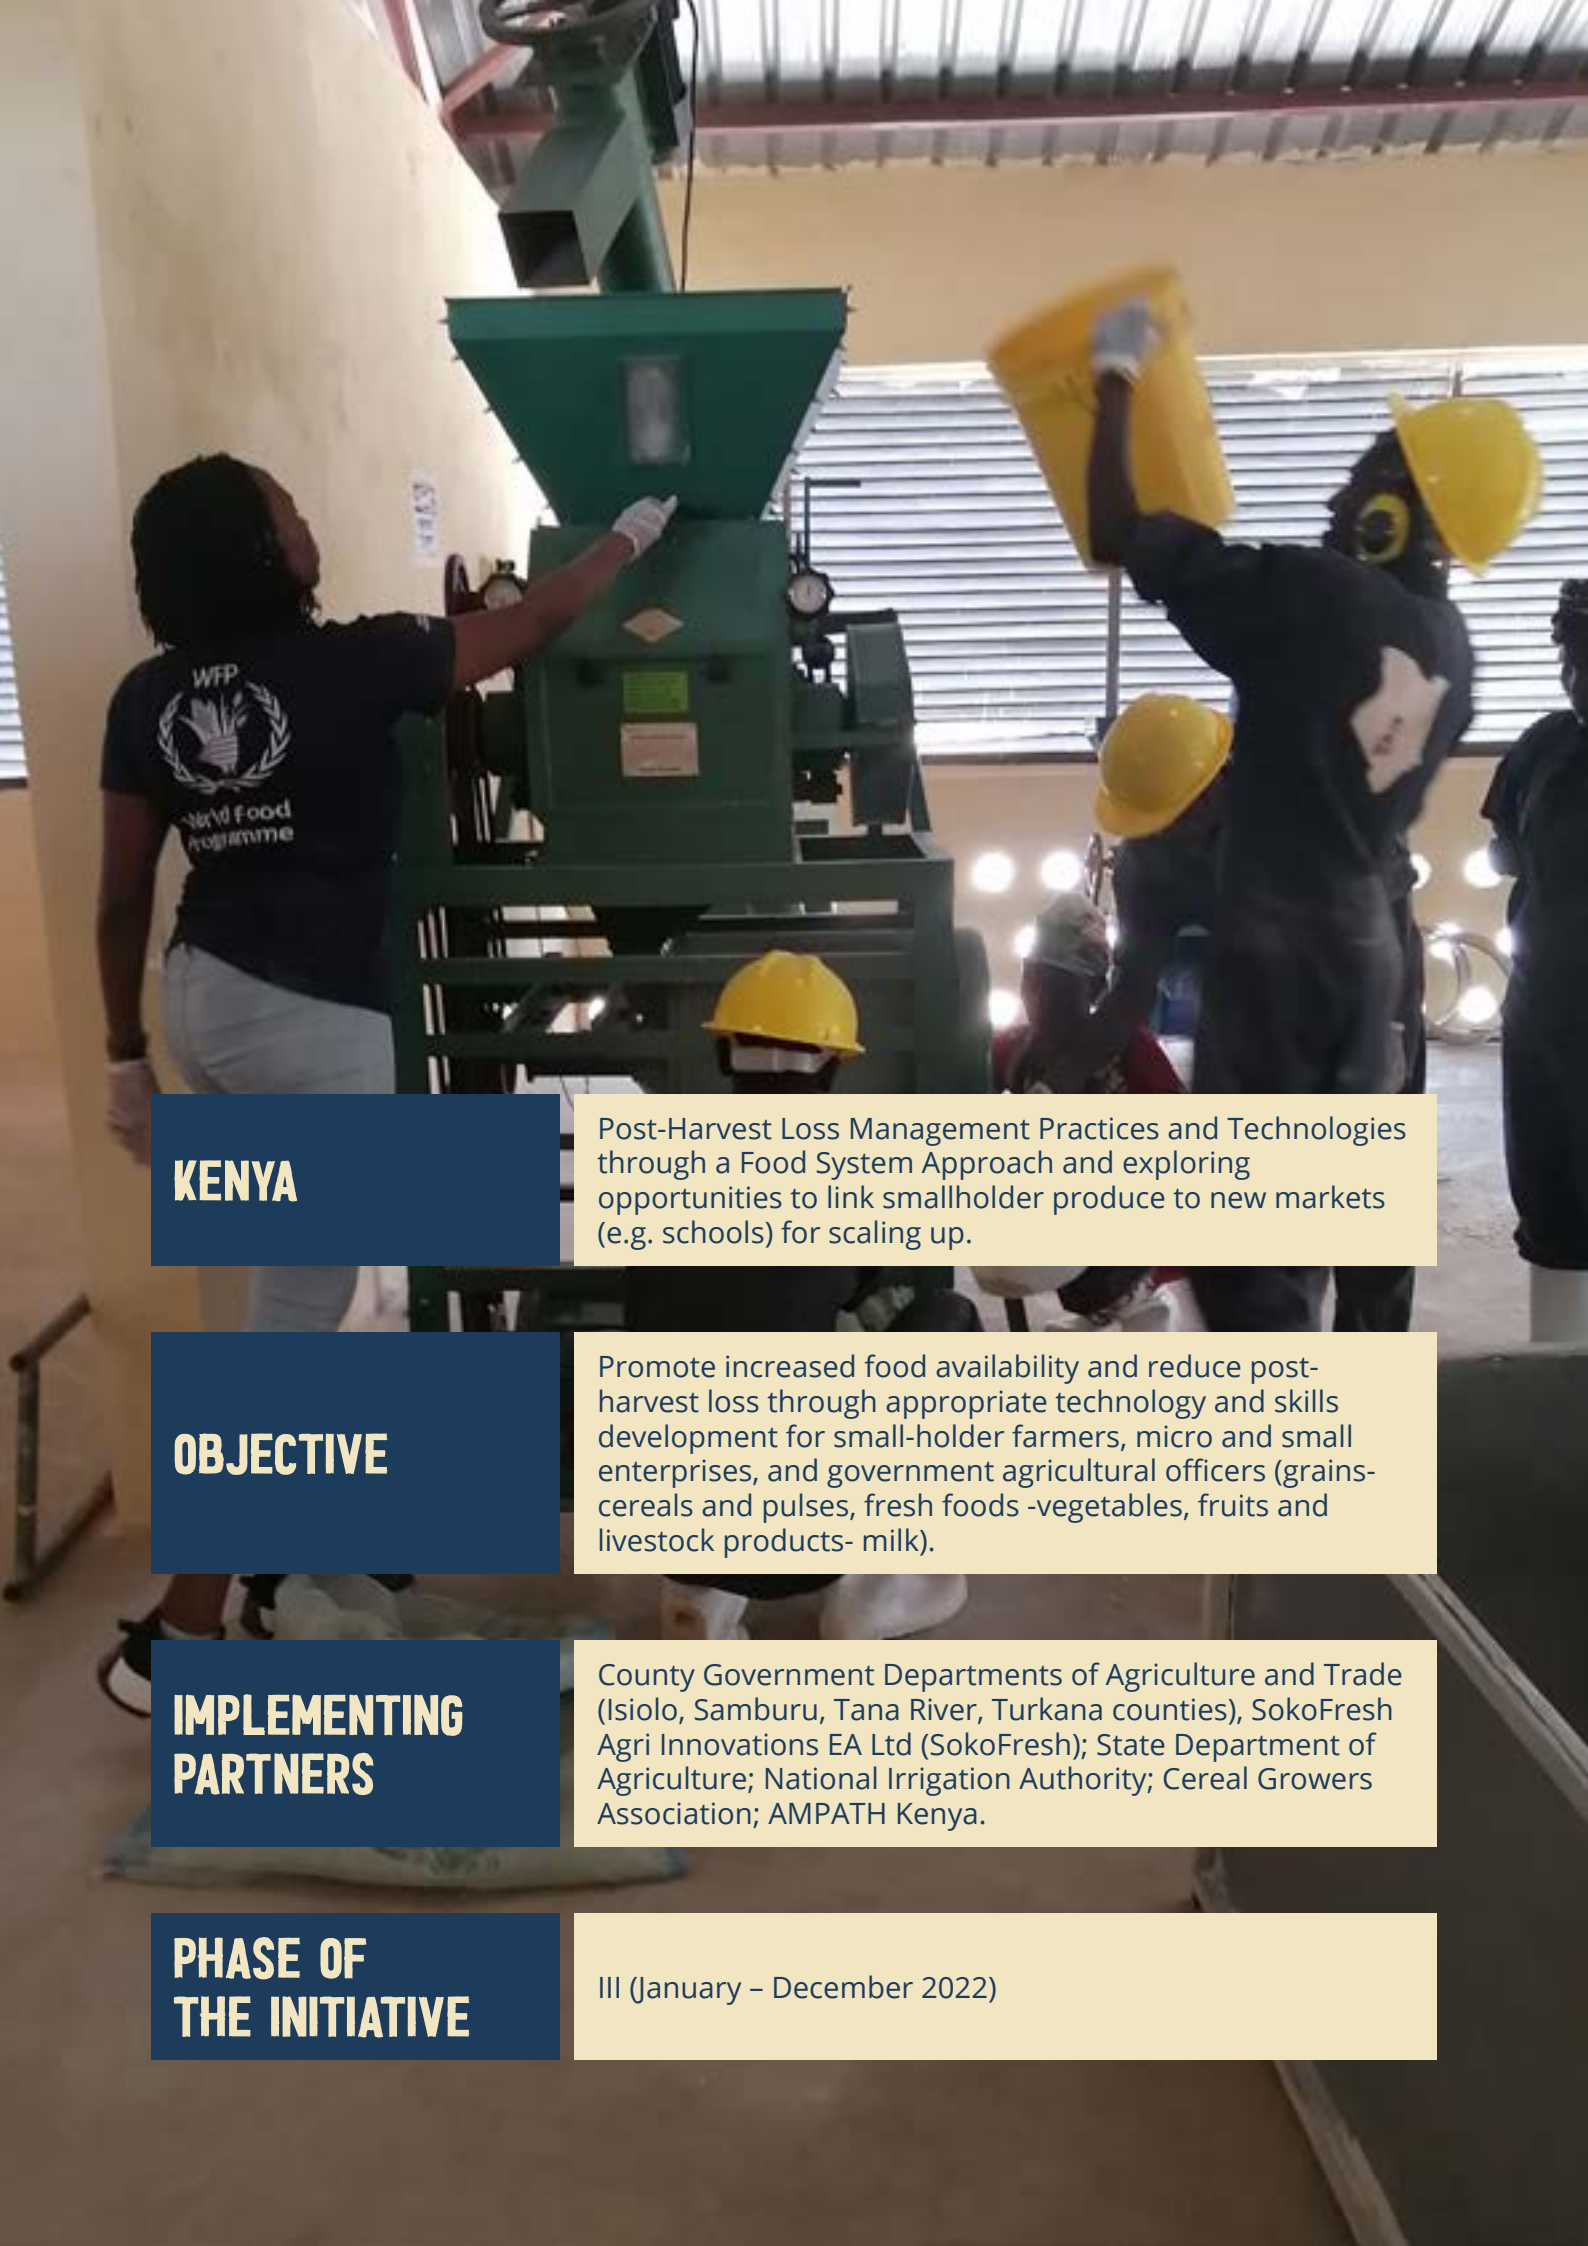 WFP
World Food
Programme
KENYA
Post-Harvest Loss Management Practices and Technologies
through a Food System Approach and exploring
opportunities to link smallholder produce to new markets
(e.g. schools) for scaling up.
OBJECTIVE
Promote increased food availability and reduce post-
harvest loss through appropriate technology and skills
development for small-holder farmers, micro and small
enterprises, and government agricultural officers (grains-
cereals and pulses, fresh foods -vegetables, fruits and
livestock products- milk).
IMPLEMENTING
PARTNERS
County Government Departments of Agriculture and Trade
(Isiolo, Samburu, Tana River, Turkana counties), SokoFresh
Agri Innovations EA Ltd (SokoFresh); State Department of
Agriculture; National Irrigation Authority; Cereal Growers
Association; AMPATH Kenya.
PHASE OF
THE INITIATIVE
III (January – December 2022)